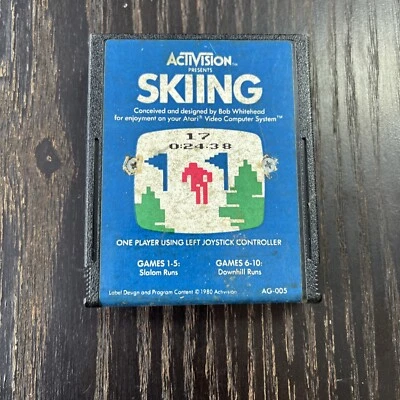 ACTIVISION™
PRESENTS
SKIING
Conceived and designed by Bob Whitehead
for enjoyment on your Atari® Video Computer System™
17
0:24.38
ONE PLAYER USING LEFT JOYSTICK CONTROLLER
GAMES 1-5:
Slalom Runs
GAMES 6-10:
Downhill Runs
Label Design and Program Content © 1980 Activision
AG-005